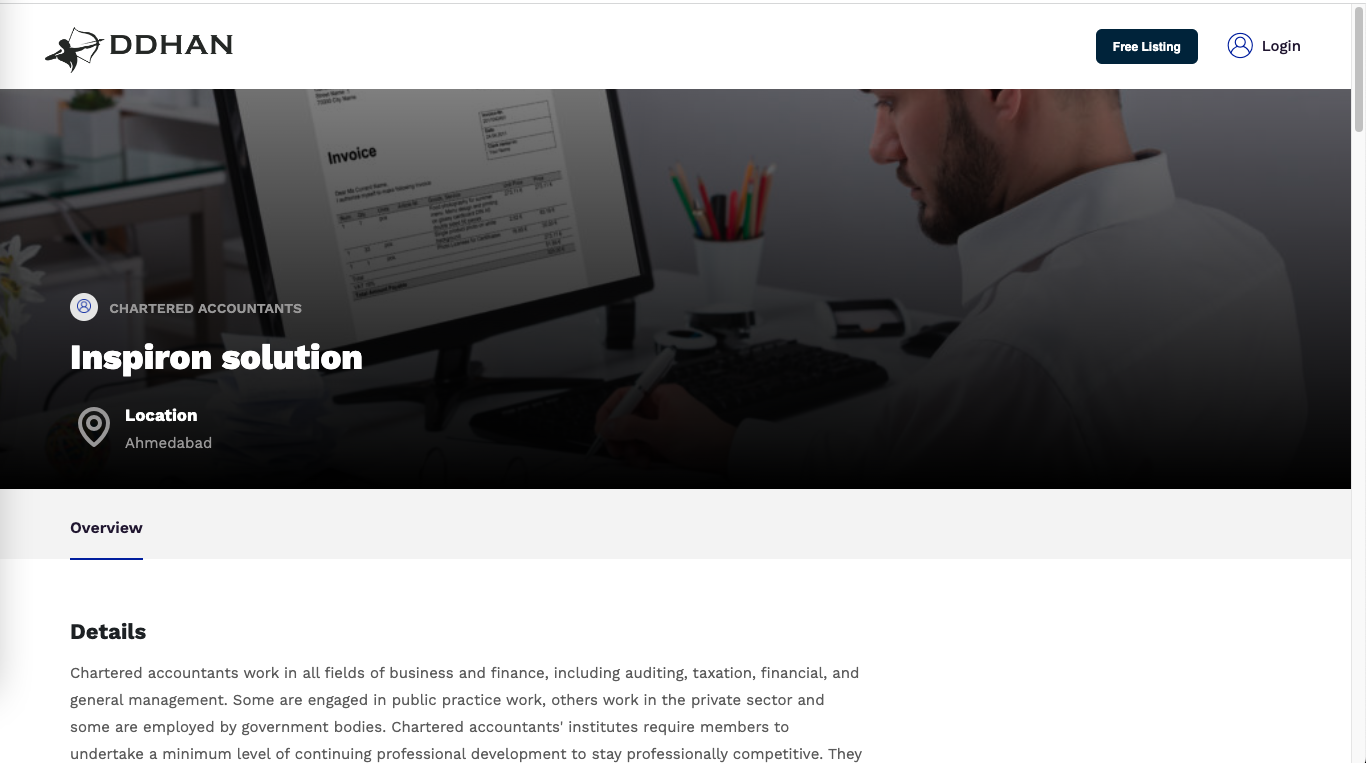 DDHAN
Free Listing
Login
Invoice
CHARTERED ACCOUNTANTS
Inspiron solution
Location
Ahmedabad
Overview
Details
Chartered accountants work in all fields of business and finance, including auditing, taxation, financial, and
general management. Some are engaged in public practice work, others work in the private sector and
some are employed by government bodies. Chartered accountants' institutes require members to
undertake a minimum level of continuing professional development to stay professionally competitive. They